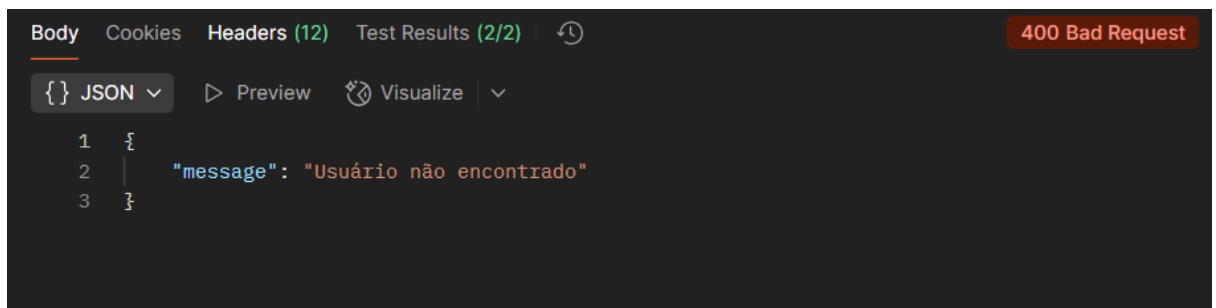 Body Cookies Headers (12) Test Results (2/2) 400 Bad Request
{} JSON Preview Visualize
1 {
2 "message": "Usuário não encontrado"
3 }